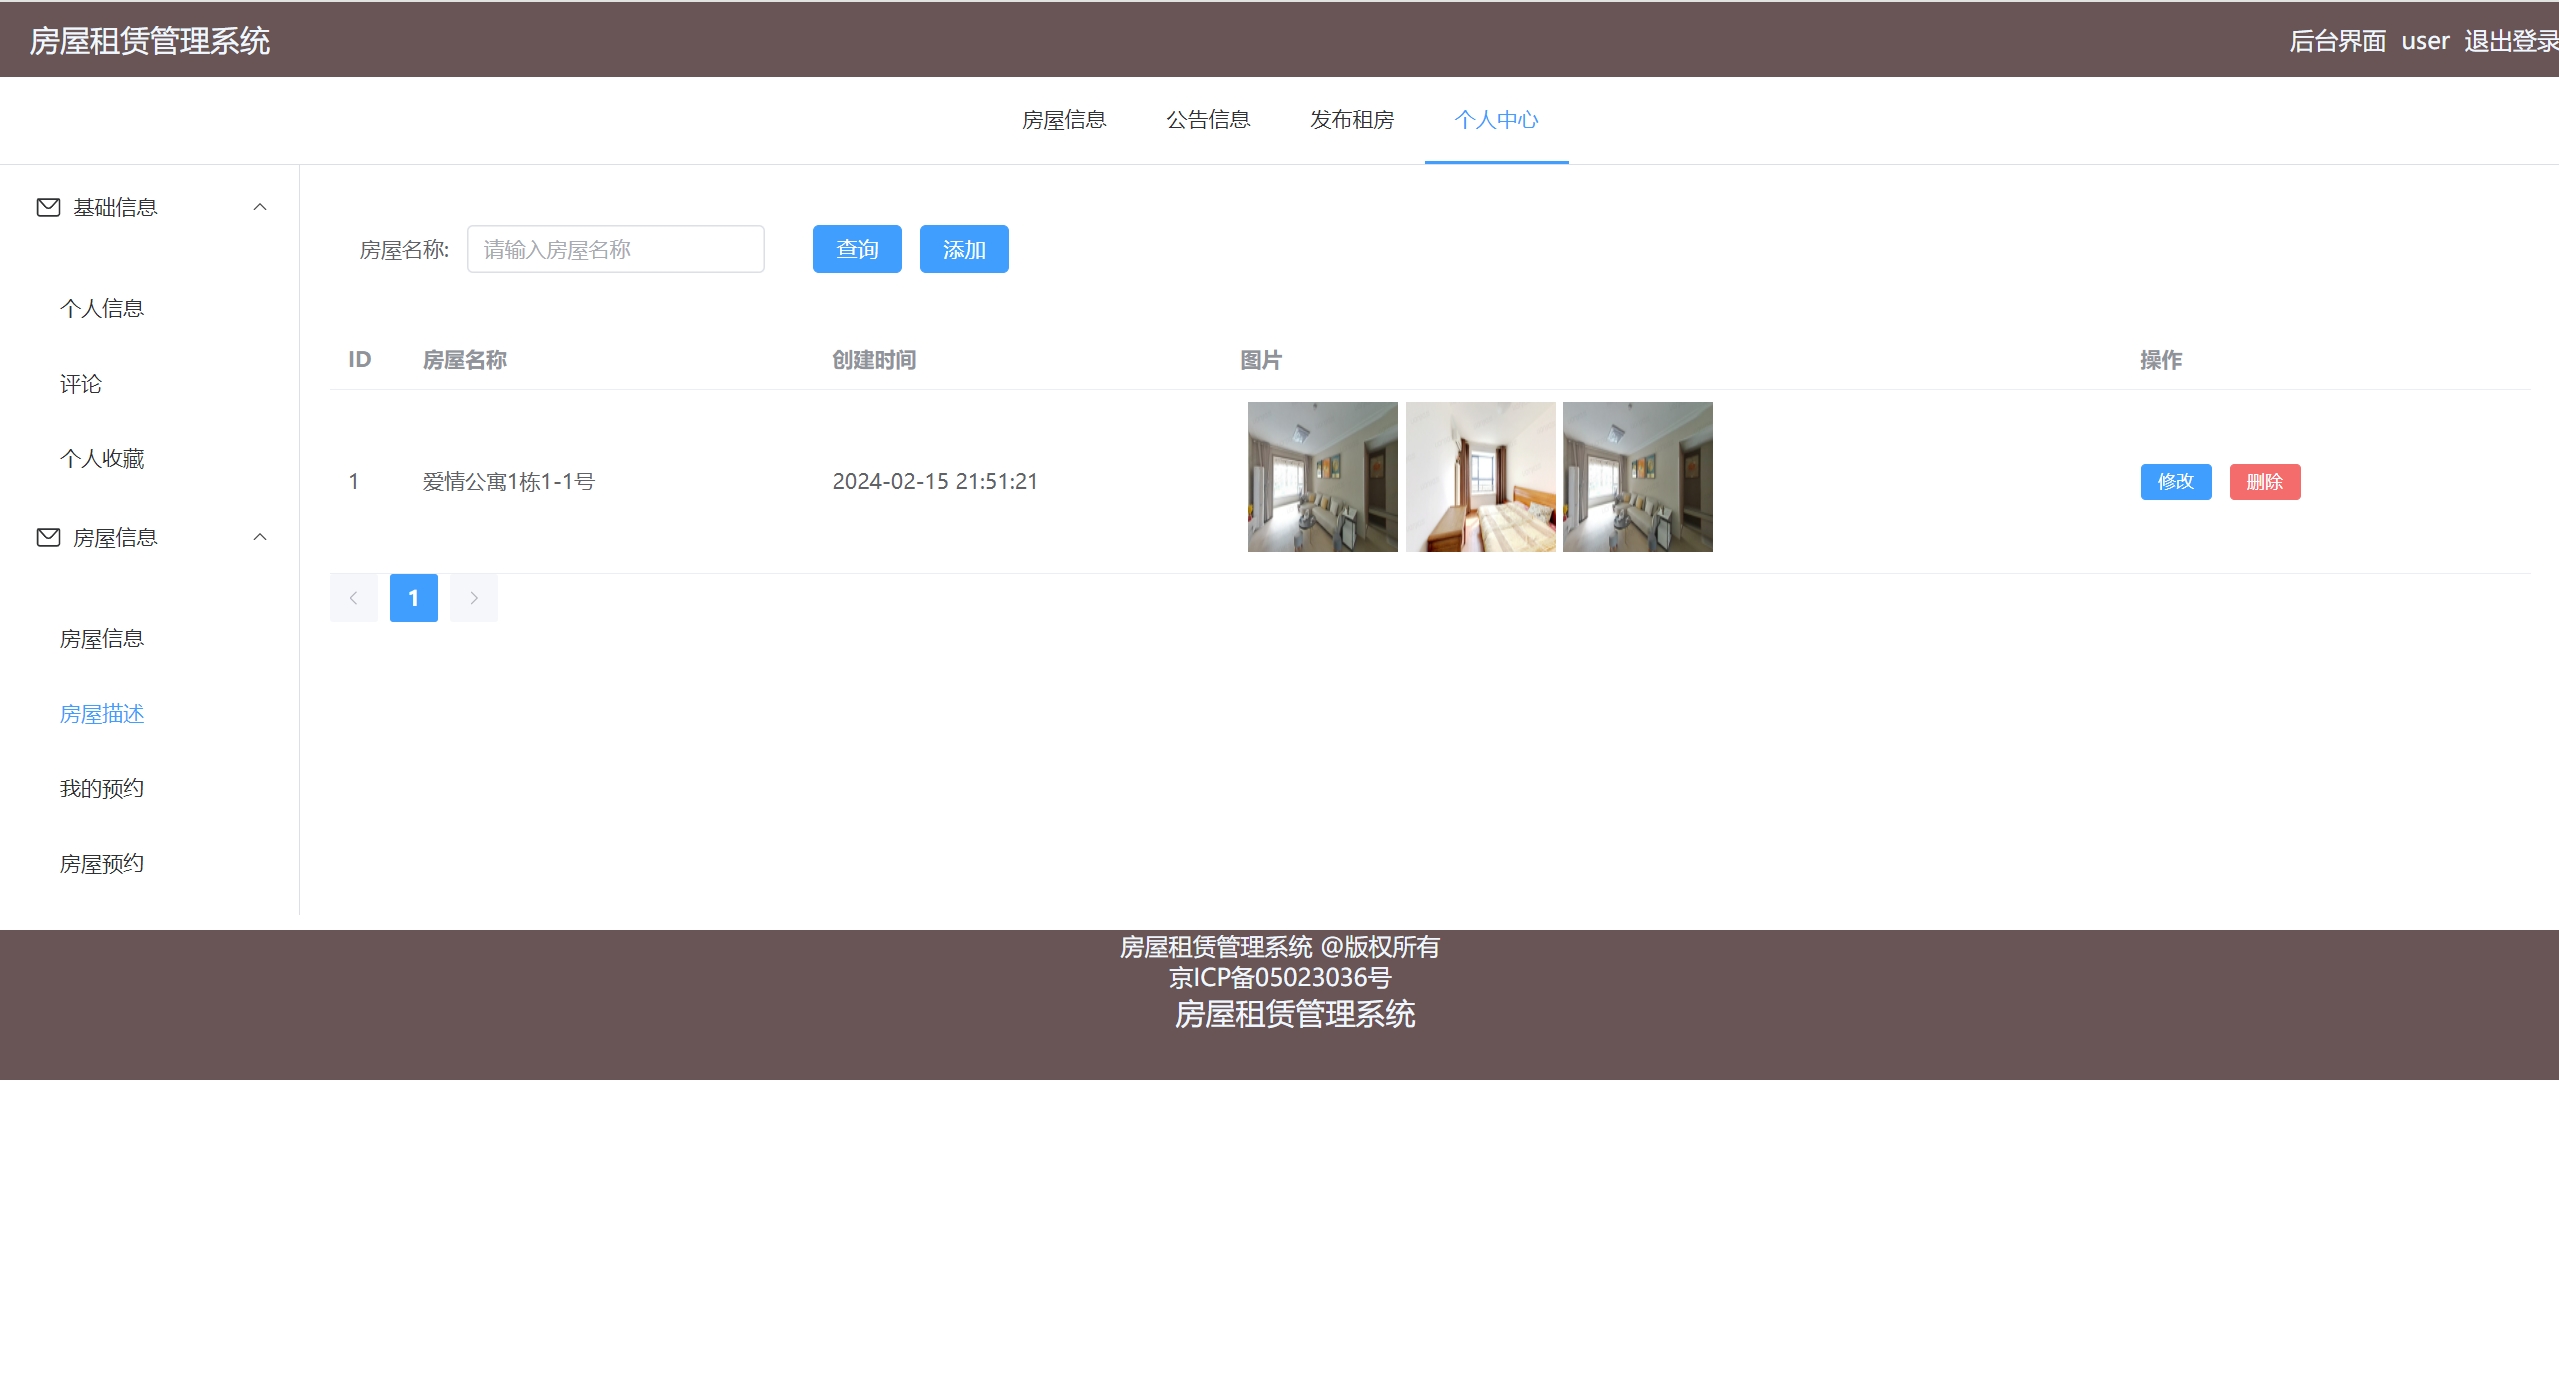 房屋租赁管理系统
后台界面 user 退出登录
房屋信息 公告信息 发布租房 个人中心
基础信息
个人信息
评论
个人收藏
房屋信息
房屋信息
房屋描述
我的预约
房屋预约
房屋名称: 请输入房屋名称 查询 添加
ID 房屋名称 创建时间 图片 操作
1 爱情公寓1栋1-1号 2024-02-15 21:51:21 修改 删除
1
房屋租赁管理系统 @版权所有
京ICP备05023036号
房屋租赁管理系统